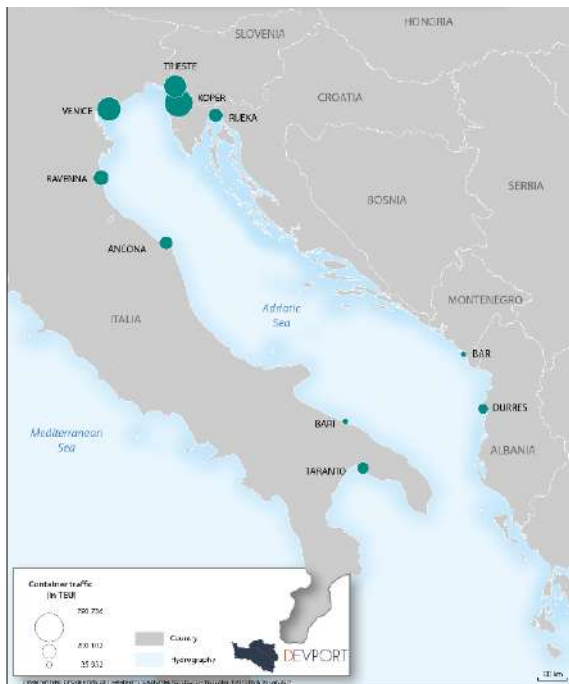 HONGRIA
SLOVENIA
TRIESTE
KOPER
CROATIA
VENICE
RIJEKA
RAVENNA
SERBIA
BOSNIA
ANCONA
MONTENEGRO
Adriatic
Sea
ITALIA
BAR
DURRES
BARI
Mediterranean
Sea
ALBANIA
TARANTO
Container traffic
(in TEU)
Country
Hydrography
DEVPORT